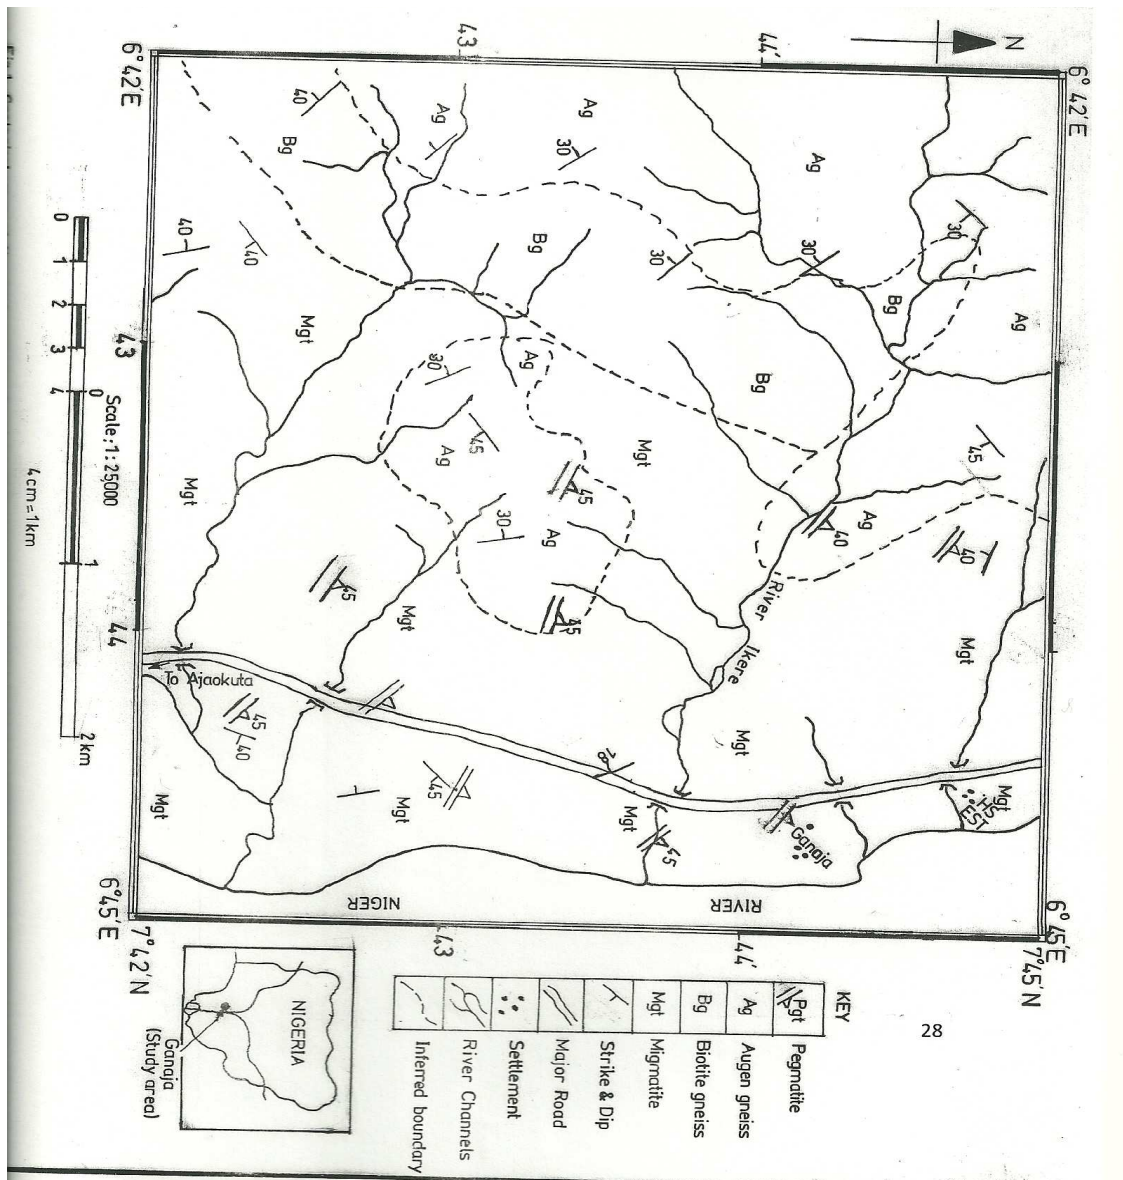 N
6°42'E
43
44'
6°42'E
40
Ag
Ag
Ag
Bg
30
30
40
40
Bg
30
30
Bg
Ag
Mgt
Ag
30
Bg
Mgt
45
Ag
45
Mgt
45
Ag
40
40
30
Ag
45
Mgt
45
River Ikere
Mgt
To Ajaokuta
45
40
Mgt
70
45
Mgt
Mgt
Mgt
Mgt
HS
EST
Ganaja
RIVER
NIGER
43
44
6°45'E
7°42'N
43
44'
6°45'E
7°45'N
0
1
2
3
4
0
1
2km
Scale;1:25000
4cm=1km
KEY
Pgt
Pegmatite
Ag
Augen gneiss
Bg
Biotite gneiss
Mgt
Migmatite
Strike & Dip
Major Road
Settlement
River Channels
Inferred boundary
NIGERIA
Ganaja
(Study area)
28